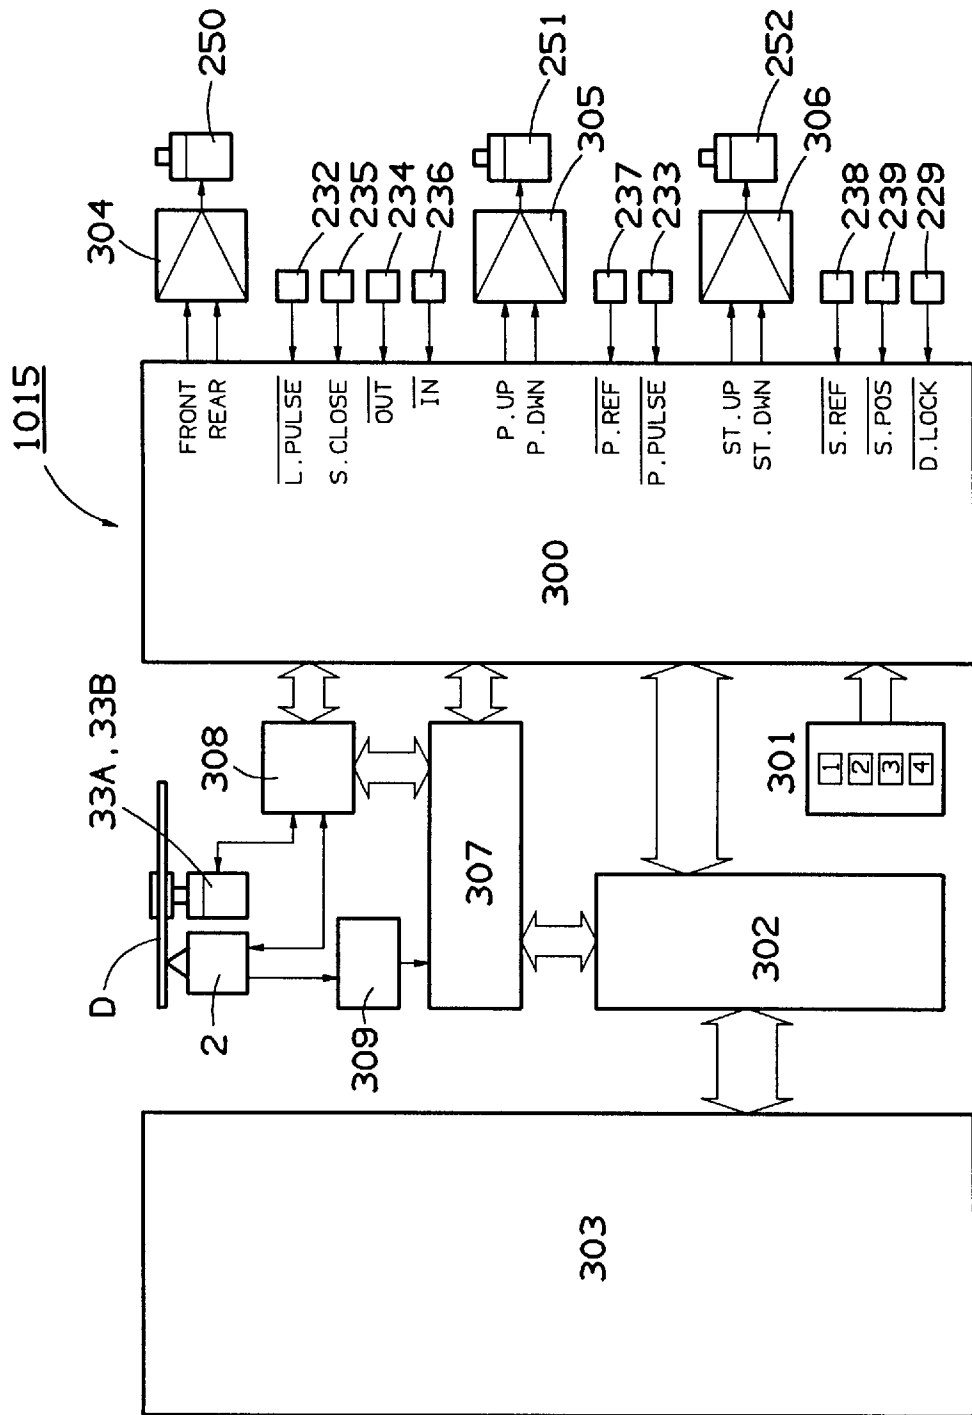 1015
304
250
FRONT
REAR
232
L.PULSE
235
S.CLOSE
234
OUT
236
IN
251
305
P.UP
P.DWN
237
P.REF
233
P.PULSE
252
306
ST.UP
ST.DWN
238
S.REF
239
S.POS
229
D.LOCK
300
33A, 33B
308
D
2
309
307
302
301
1
2
3
4
303